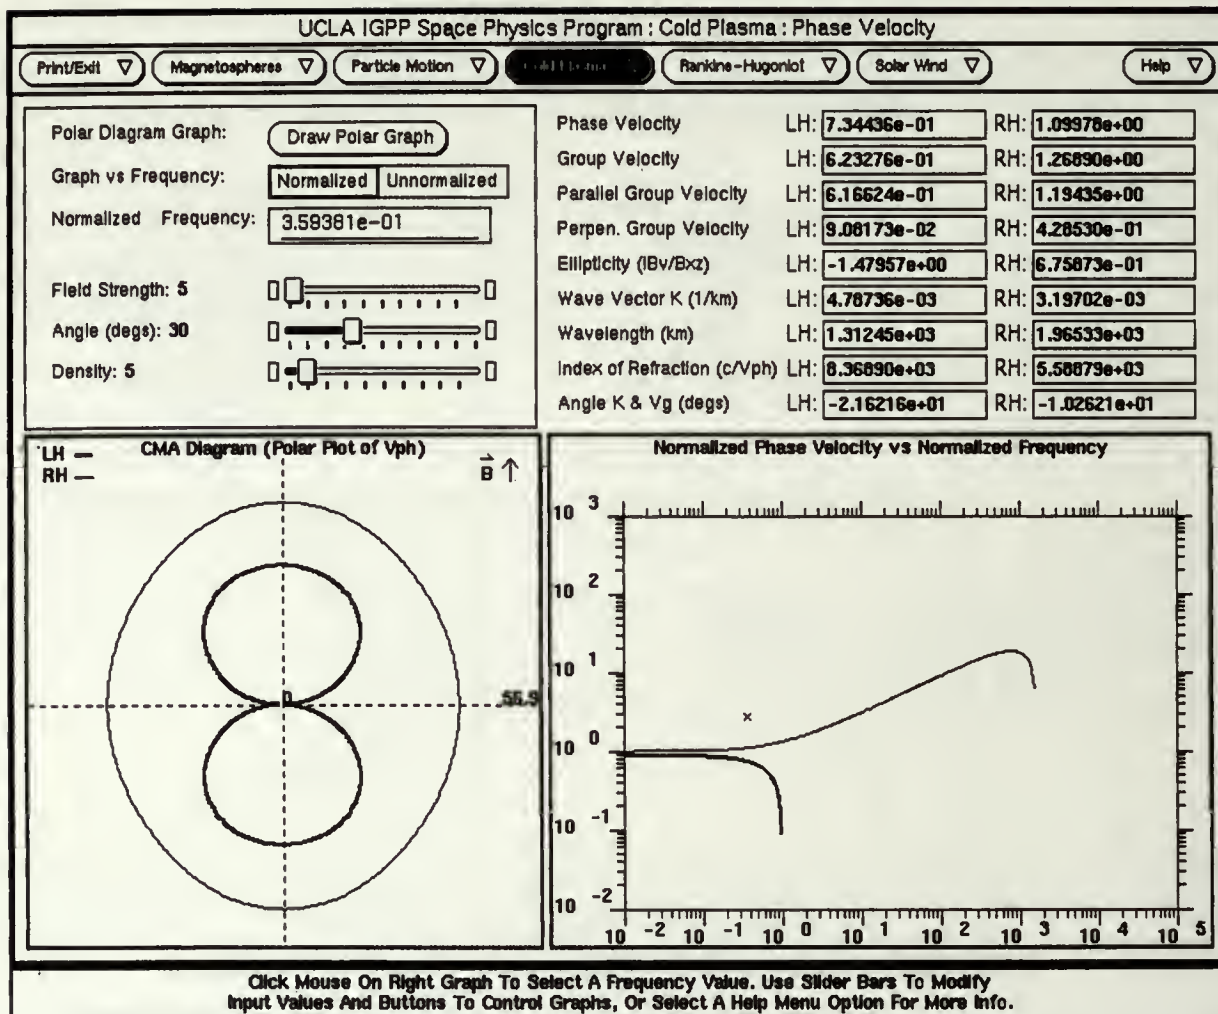 UCLA IGPP Space Physics Program : Cold Plasma : Phase Velocity
Print/Exit ▽ Magnetospheres ▽ Particle Motion ▽ Cold Plasma Rankine-Hugoniot ▽ Solar Wind ▽ Help ▽
Polar Diagram Graph: Draw Polar Graph
Graph vs Frequency: Normalized Unnormalized
Normalized Frequency: 3.59381e-01
Field Strength: 5
Angle (degs): 30
Density: 5
Phase Velocity LH: 7.34436e-01 RH: 1.09978e+00
Group Velocity LH: 6.23276e-01 RH: 1.26890e+00
Parallel Group Velocity LH: 6.16624e-01 RH: 1.19435e+00
Perpen. Group Velocity LH: 9.08173e-02 RH: 4.28530e-01
Ellipticity (iBv/Bxz) LH: -1.47957e+00 RH: 6.75873e-01
Wave Vector K (1/km) LH: 4.78736e-03 RH: 3.19702e-03
Wavelength (km) LH: 1.31245e+03 RH: 1.96533e+03
Index of Refraction (c/Vph) LH: 8.36890e+03 RH: 5.58879e+03
Angle K & Vg (degs) LH: -2.16216e+01 RH: -1.02621e+01
CMA Diagram (Polar Plot of Vph)
LH —
RH —
B ↑
0
55.9
Normalized Phase Velocity vs Normalized Frequency
10 3
10 2
10 1
10 0
10 -1
10 -2
10 -2 10 -1 10 0 10 1 10 2 10 3 10 4 10 5
Click Mouse On Right Graph To Select A Frequency Value. Use Slider Bars To Modify
Input Values And Buttons To Control Graphs, Or Select A Help Menu Option For More Info.